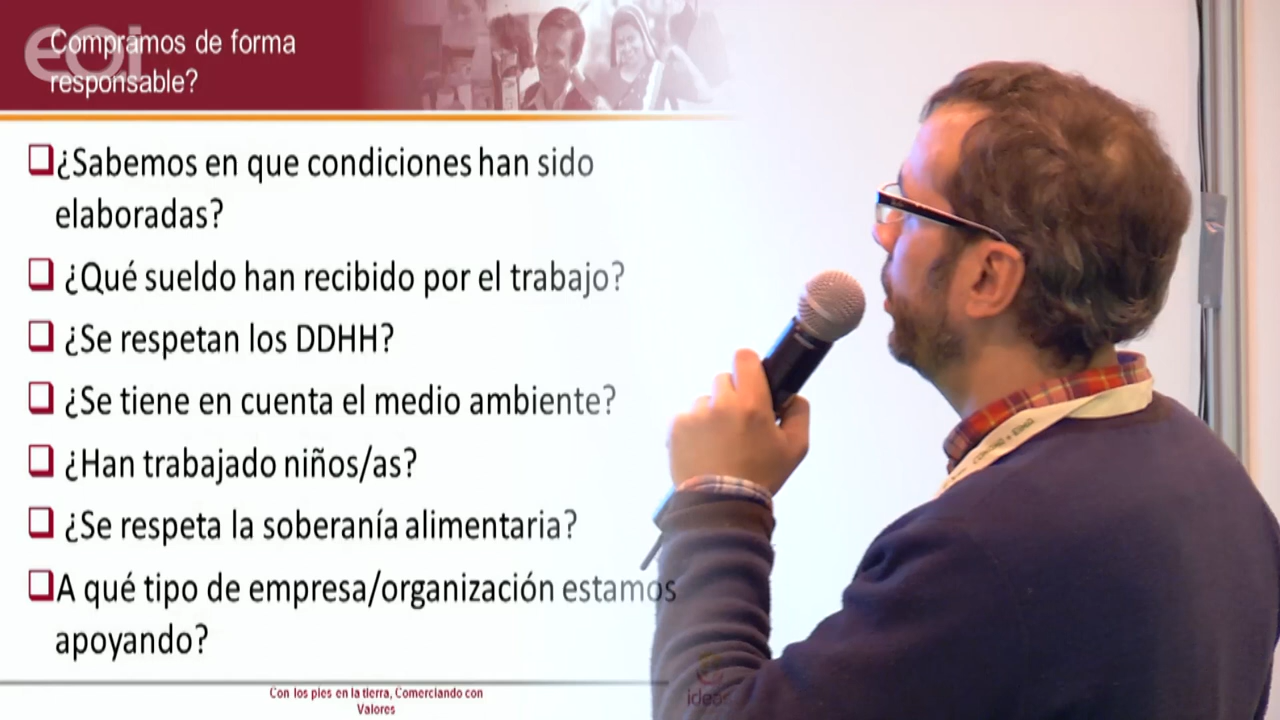 eoi
Compramos de forma
responsable?
¿Sabemos en que condiciones han sido
elaboradas?
¿Qué sueldo han recibido por el trabajo?
¿Se respetan los DDHH?
¿Se tiene en cuenta el medio ambiente?
¿Han trabajado niños/as?
¿Se respeta la soberanía alimentaria?
A qué tipo de empresa/organización estamos
apoyando?
Con los pies en la tierra, Comerciando con
Valores
ideas